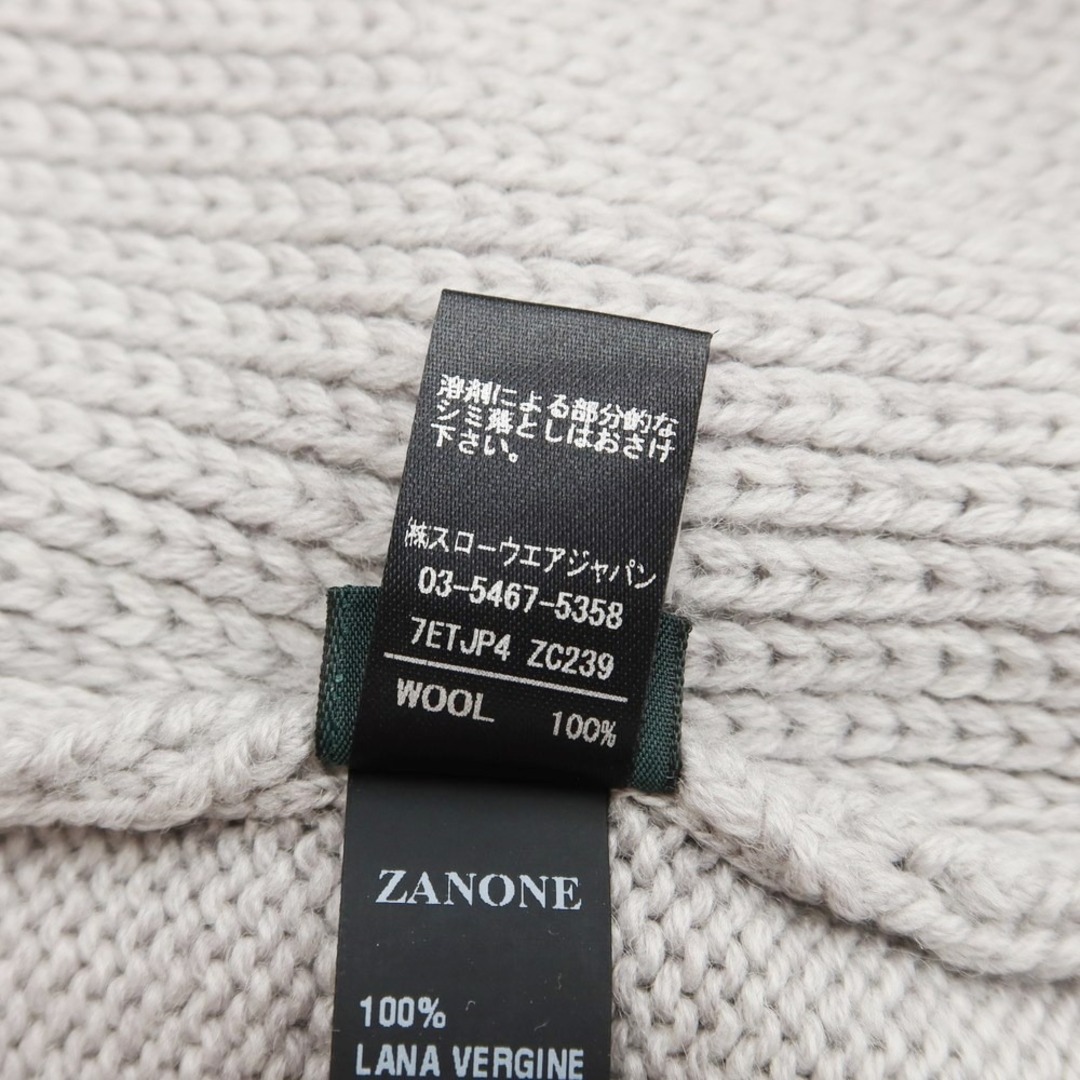 溶剤による部分的な
シミ落としはおさけ
下さい。
㈱スローウエアジャパン
03-5467-5358
7ETJP4 ZC239
WOOL 100%
ZANONE
100%
LANA VERGINE